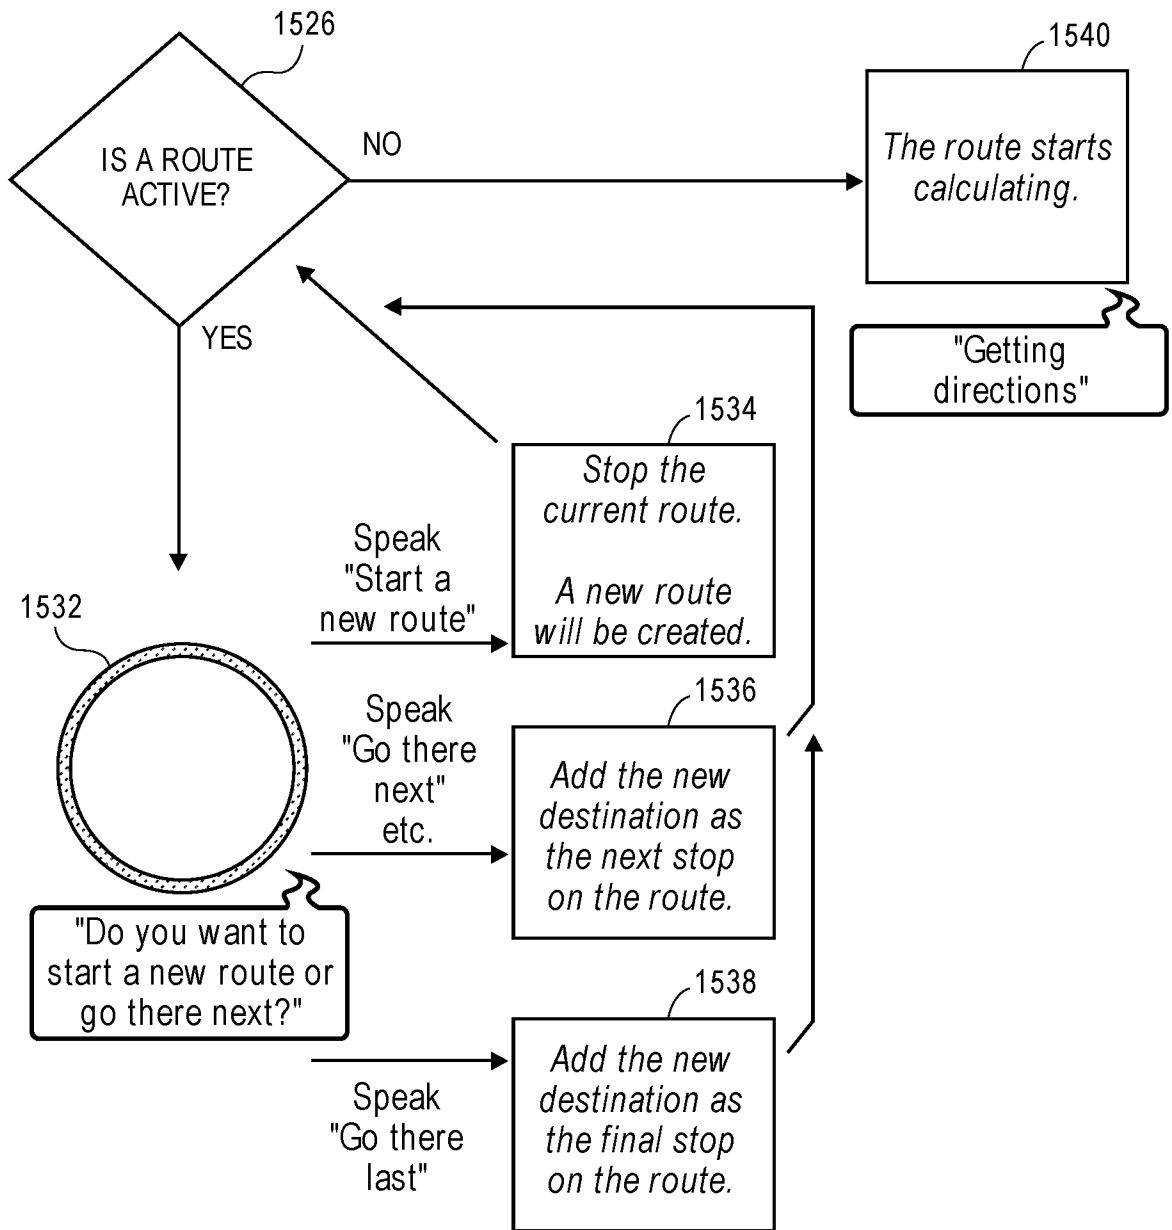 1526
IS A ROUTE
ACTIVE?
NO
YES
1540
The route starts
calculating.
"Getting
directions"
1534
Stop the
current route.
A new route
will be created.
Speak
"Start a
new route"
1532
1536
Speak
"Go there
next"
etc.
Add the new
destination as
the next stop
on the route.
"Do you want to
start a new route or
go there next?"
1538
Speak
"Go there
last"
Add the new
destination as
the final stop
on the route.